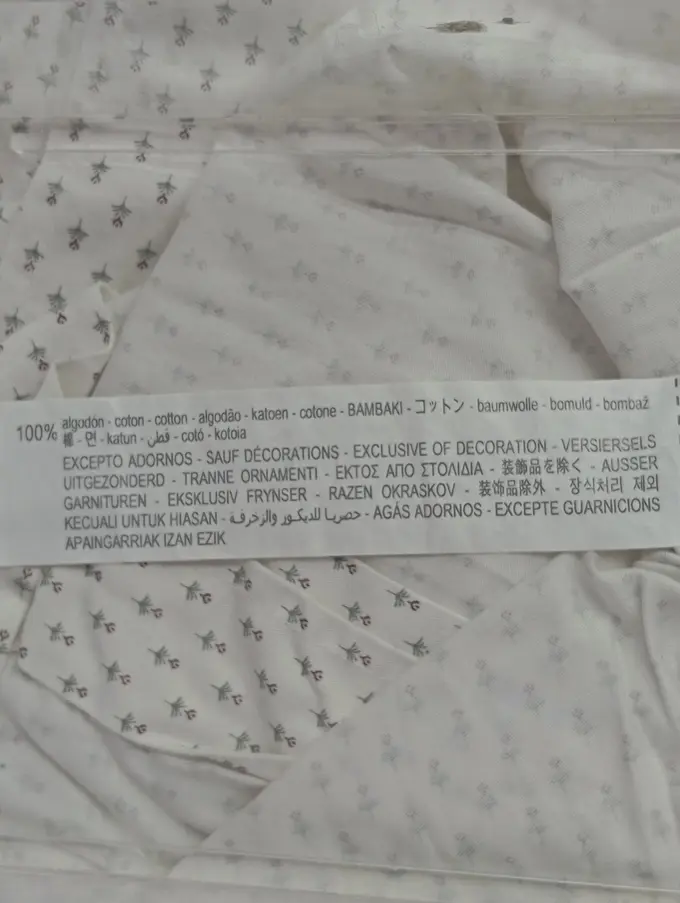 100% algodón - coton - cotton - algodão - katoen - cotone - BAMBAKI - コットン - baumwolle - bomuld - bombaž
棉 - 면 - katun - قطن - cotó - kotoia
EXCEPTO ADORNOS - SAUF DÉCORATIONS - EXCLUSIVE OF DECORATION - VERSIERSELS
UITGEZONDERD - TRANNE ORNAMENTI - ΕΚΤΟΣ ΑΠΟ ΣΤΟΛΙΔΙΑ - 装飾品を除く - AUSSER
GARNITUREN - EKSKLUSIV FRYNSER - RAZEN OKRASKOV - 装饰品除外 - 장식처리 제외
KECUALI UNTUK HIASAN - حصريا للديكور والزخرفة - AGÁS ADORNOS - EXCEPTE GUARNICIONS
APAINGARRIAK IZAN EZIK